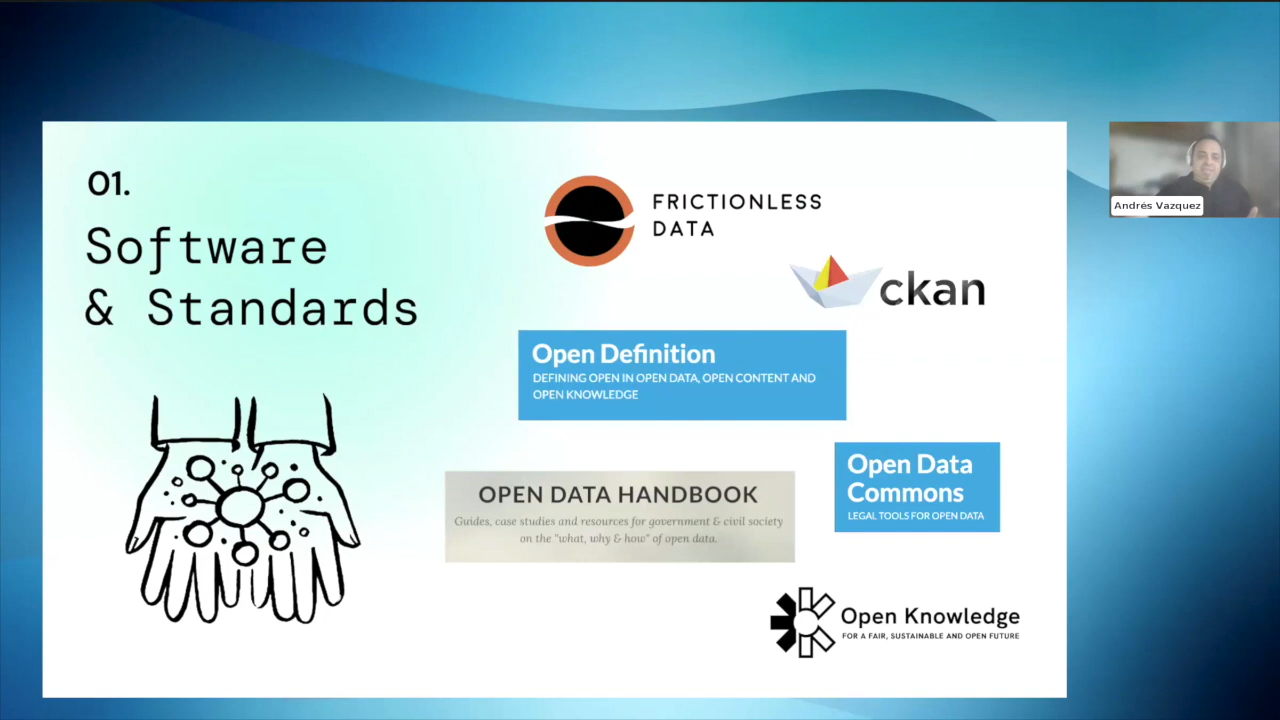 01.
Software
& Standards
FRICTIONLESS
DATA
ckan
Open Definition
DEFINING OPEN IN OPEN DATA, OPEN CONTENT AND
OPEN KNOWLEDGE
OPEN DATA HANDBOOK
Guides, case studies and resources for government & civil society
on the "what, why & how" of open data.
Open Data
Commons
LEGAL TOOLS FOR OPEN DATA
Open Knowledge
FOR A FAIR, SUSTAINABLE AND OPEN FUTURE
Andrés Vazquez